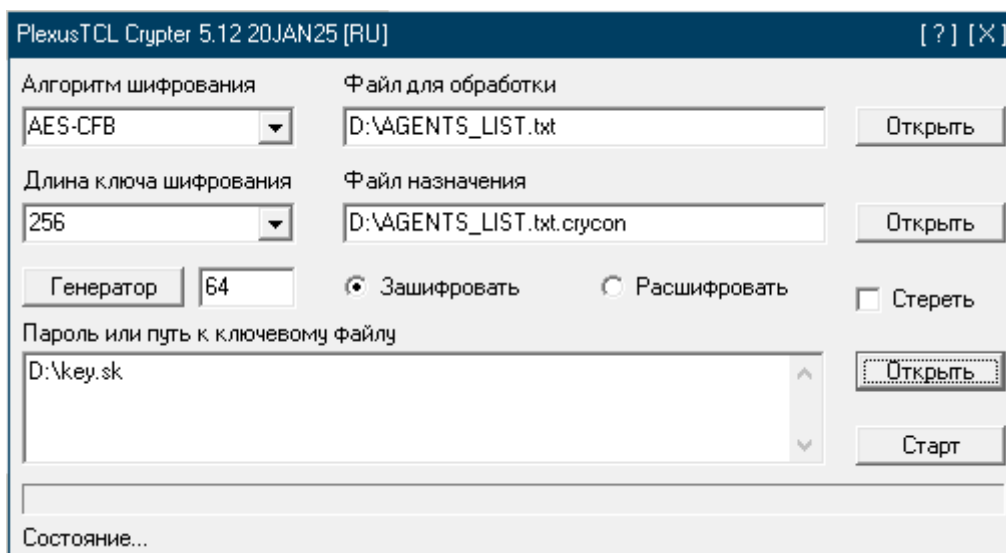 PlexusTCL Crypter 5.12 20JAN25 [RU] [ ? ] [ X ]
Алгоритм шифрования Файл для обработки
AES-CFB D:\AGENTS_LIST.txt Открыть
Длина ключа шифрования Файл назначения
256 D:\AGENTS_LIST.txt.crycon Открыть
Генератор 64 Зашифровать Расшифровать Стереть
Пароль или путь к ключевому файлу
D:\key.sk Открыть
Старт
Состояние...